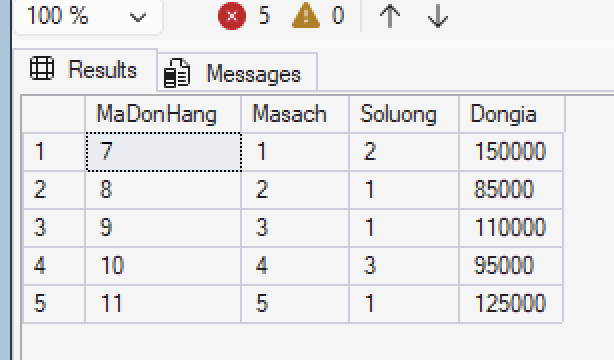 100 % 5 0
Results Messages
MaDonHang Masach Soluong Dongia
1 7 1 2 150000
2 8 2 1 85000
3 9 3 1 110000
4 10 4 3 95000
5 11 5 1 125000